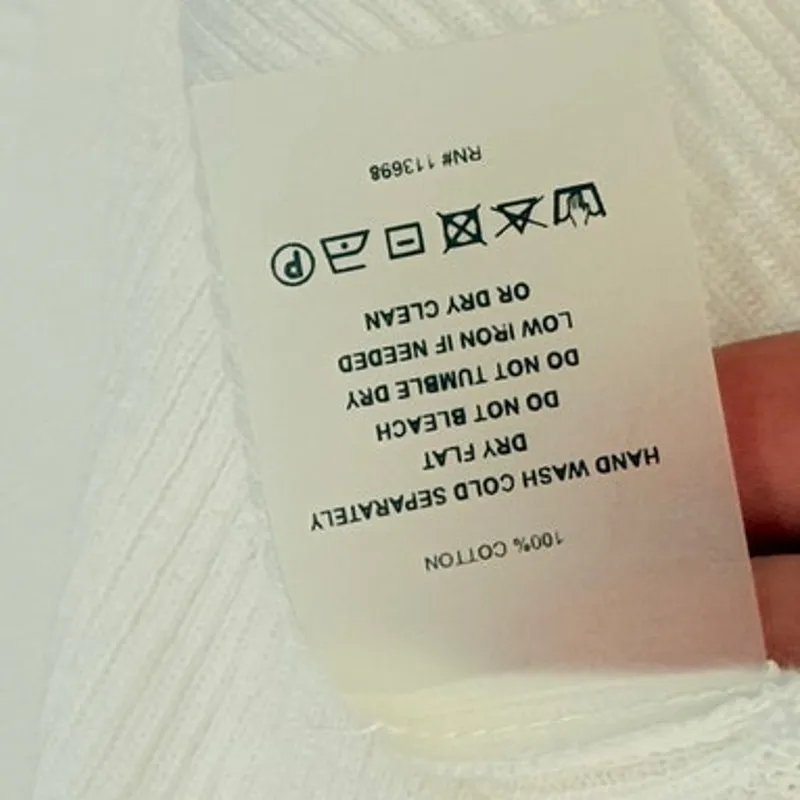 100% COTTON
HAND WASH COLD SEPARATELY
DRY FLAT
DO NOT BLEACH
DO NOT TUMBLE DRY
LOW IRON IF NEEDED
OR DRY CLEAN
P
RN# 113698